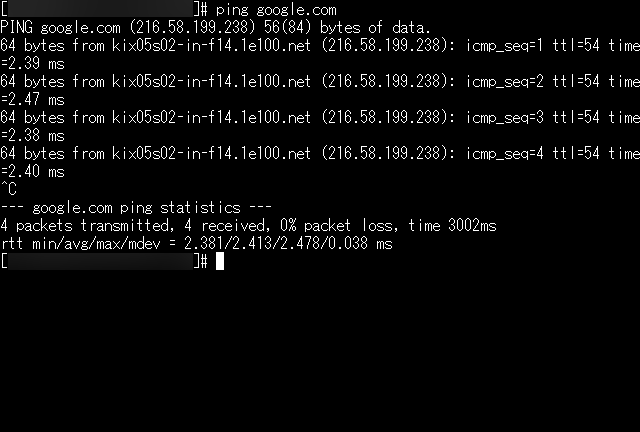 [ ]# ping google.com
PING google.com (216.58.199.238) 56(84) bytes of data.
64 bytes from kix05s02-in-f14.1e100.net (216.58.199.238): icmp_seq=1 ttl=54 time
=2.39 ms
64 bytes from kix05s02-in-f14.1e100.net (216.58.199.238): icmp_seq=2 ttl=54 time
=2.47 ms
64 bytes from kix05s02-in-f14.1e100.net (216.58.199.238): icmp_seq=3 ttl=54 time
=2.38 ms
64 bytes from kix05s02-in-f14.1e100.net (216.58.199.238): icmp_seq=4 ttl=54 time
=2.40 ms
^C
--- google.com ping statistics ---
4 packets transmitted, 4 received, 0% packet loss, time 3002ms
rtt min/avg/max/mdev = 2.381/2.413/2.478/0.038 ms
[ ]#